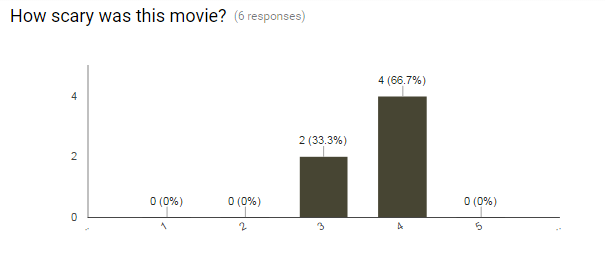 How scary was this movie? (6 responses)
4 (66.7%)
4
2 (33.3%)
2
0 (0%) 0 (0%) 0 (0%)
0
1 2 3 4 5